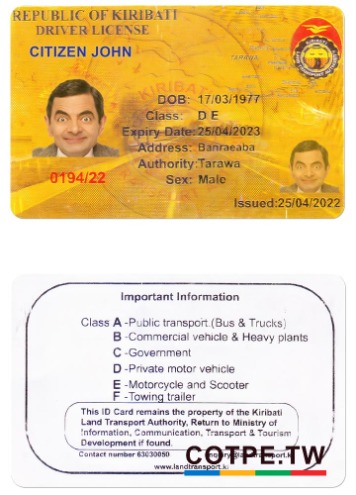 REPUBLIC OF KIRIBATI
DRIVER LICENSE
CITIZEN JOHN
DOB: 17/03/1977
Class: D E
Expiry Date: 25/04/2023
Address: Banraeaba
Authority: Tarawa
Sex: Male
0194/22
Issued: 25/04/2022
Important Information
Class A -Public transport.(Bus & Trucks)
B -Commercial vehicle & Heavy plants
C -Government
D -Private motor vehicle
E -Motorcycle and Scooter
F -Towing trailer
This ID Card remains the property of the Kiribati
Land Transport Authority, Return to Ministry of
Information, Communication, Transport & Tourism
Development if found.
Contact number 63030050
www.landtransport.ki
COTPE.TW